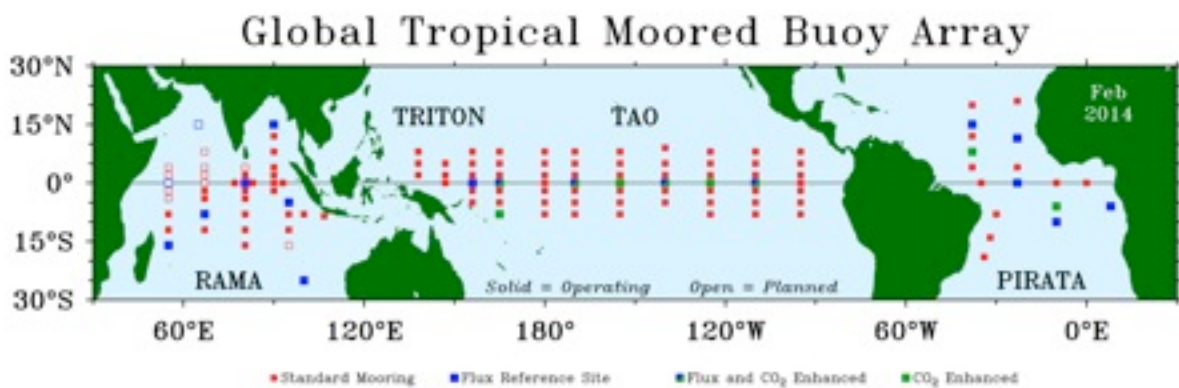 Global Tropical Moored Buoy Array
30°N
15°N
0°
15°S
30°S
TRITON
TAO
Feb
2014
RAMA
Solid = Operating
Open = Planned
PIRATA
60°E
120°E
180°
120°W
60°W
0°E
Standard Mooring
Flux Reference Site
Flux and CO₂ Enhanced
CO₂ Enhanced